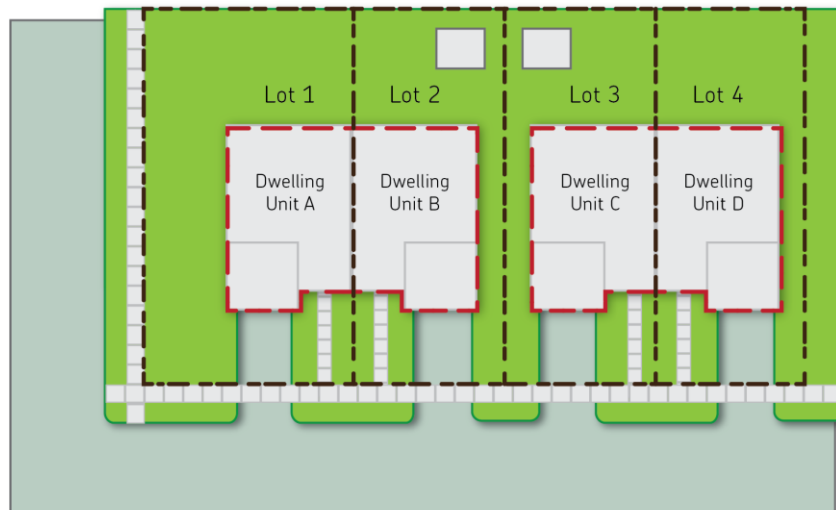 Lot 1
Lot 2
Lot 3
Lot 4
Dwelling
Unit A
Dwelling
Unit B
Dwelling
Unit C
Dwelling
Unit D